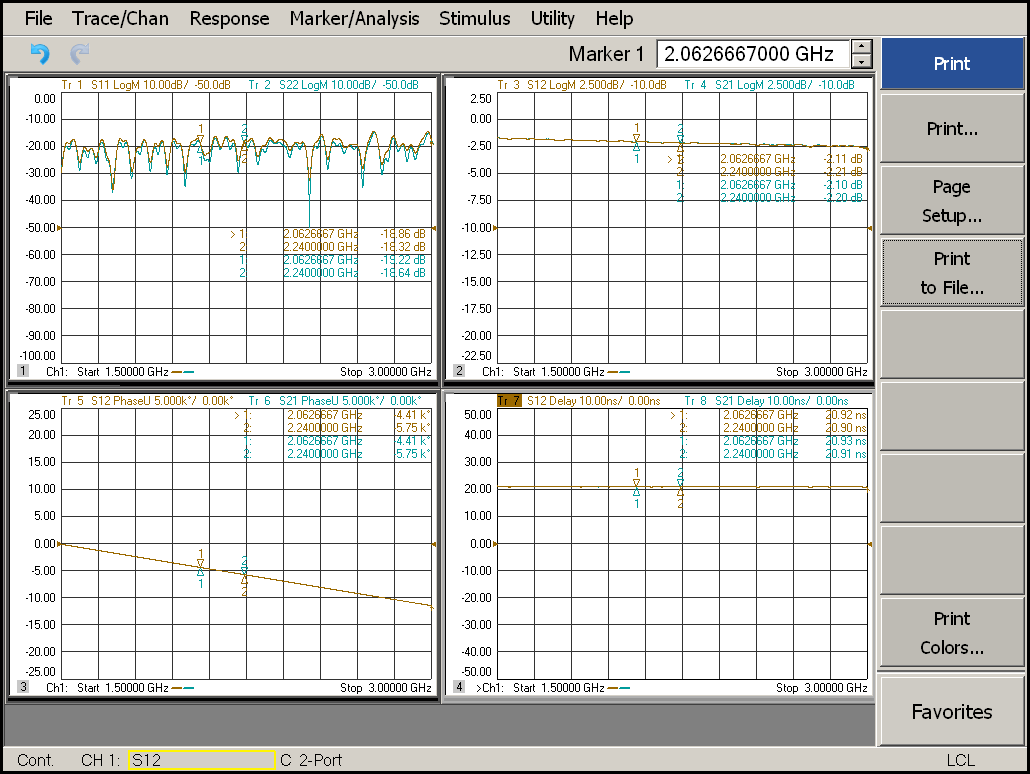 File Trace/Chan Response Marker/Analysis Stimulus Utility Help
Marker 1 2.0626667000 GHz
Tr 1 S11 LogM 10.00dB/ -50.0dB Tr 2 S22 LogM 10.00dB/ -50.0dB
0.00
-10.00
-20.00
-30.00
-40.00
-50.00
-60.00
-70.00
-80.00
-90.00
-100.00
1 2
1 2
> 1: 2.0626667 GHz -18.86 dB
2: 2.2400000 GHz -18.32 dB
1: 2.0626667 GHz -19.22 dB
2: 2.2400000 GHz -18.64 dB
1 Ch1: Start 1.50000 GHz Stop 3.00000 GHz
Tr 3 S12 LogM 2.500dB/ -10.0dB Tr 4 S21 LogM 2.500dB/ -10.0dB
2.50
0.00
-2.50
-5.00
-7.50
-10.00
-12.50
-15.00
-17.50
-20.00
-22.50
1 2
1
> 1: 2.0626667 GHz -2.11 dB
2: 2.2400000 GHz -2.21 dB
1: 2.0626667 GHz -2.10 dB
2: 2.2400000 GHz -2.20 dB
2 Ch1: Start 1.50000 GHz Stop 3.00000 GHz
Tr 5 S12 PhaseU 5.000k°/ 0.00k° Tr 6 S21 PhaseU 5.000k°/ 0.00k°
25.00
20.00
15.00
10.00
5.00
0.00
-5.00
-10.00
-15.00
-20.00
-25.00
> 1: 2.0626667 GHz -4.41 k°
2: 2.2400000 GHz -5.75 k°
1: 2.0626667 GHz -4.41 k°
2: 2.2400000 GHz -5.75 k°
1 2
1 2
3 Ch1: Start 1.50000 GHz Stop 3.00000 GHz
Tr 7 S12 Delay 10.00ns/ 0.00ns Tr 8 S21 Delay 10.00ns/ 0.00ns
50.00
40.00
30.00
20.00
10.00
0.00
-10.00
-20.00
-30.00
-40.00
-50.00
> 1: 2.0626667 GHz 20.92 ns
2: 2.2400000 GHz 20.90 ns
1: 2.0626667 GHz 20.93 ns
2: 2.2400000 GHz 20.91 ns
1 2
1 2
4 >Ch1: Start 1.50000 GHz Stop 3.00000 GHz
Print
Print...
Page
Setup...
Print
to File...
Print
Colors...
Favorites
Cont. CH 1: S12 C 2-Port LCL